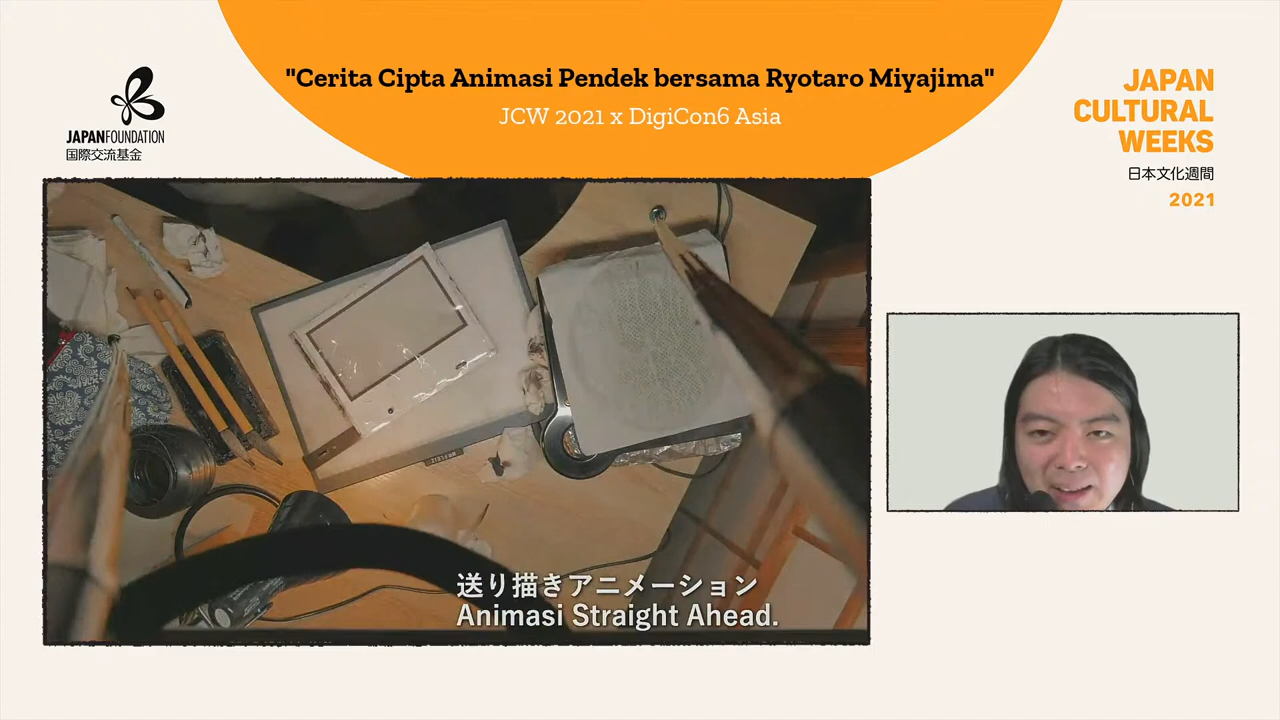 "Cerita Cipta Animasi Pendek bersama Ryotaro Miyajima"
JCW 2021 x DigiCon6 Asia
JAPANFOUNDATION
国際交流基金
JAPAN
CULTURAL
WEEKS
日本文化週間
2021
送り描きアニメーション
Animasi Straight Ahead.